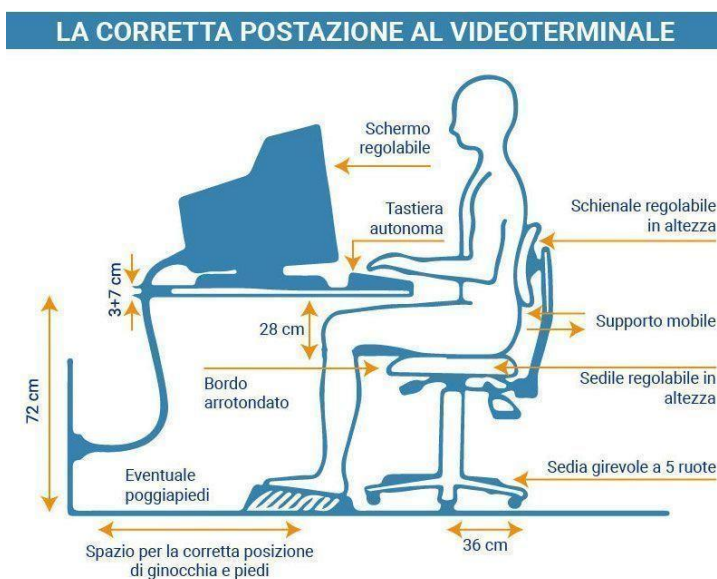 LA CORRETTA POSTAZIONE AL VIDEOTERMINALE
Schermo
regolabile
Tastiera
autonoma
Schienale regolabile
in altezza
3+7 cm
28 cm
Supporto mobile
72 cm
Bordo
arrotondato
Sedile regolabile in
altezza
Eventuale
poggiapiedi
Sedia girevole a 5 ruote
36 cm
Spazio per la corretta posizione
di ginocchia e piedi